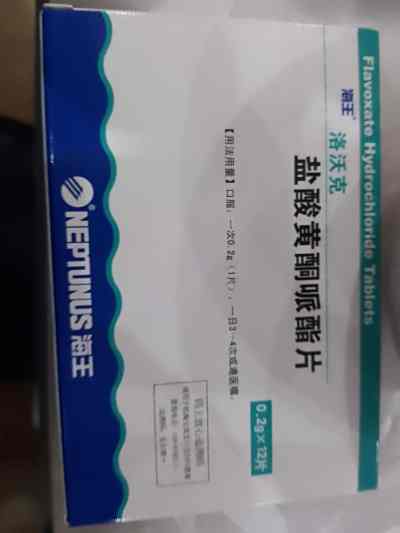 Flavoxate Hydrochloride Tablets
海王
洛沃克
盐酸黄酮哌酯片
【用法用量】口服，一次0.2g（1片），一日3-4次或遵医嘱。
0.2g×12片
NEPTUNUS 海王